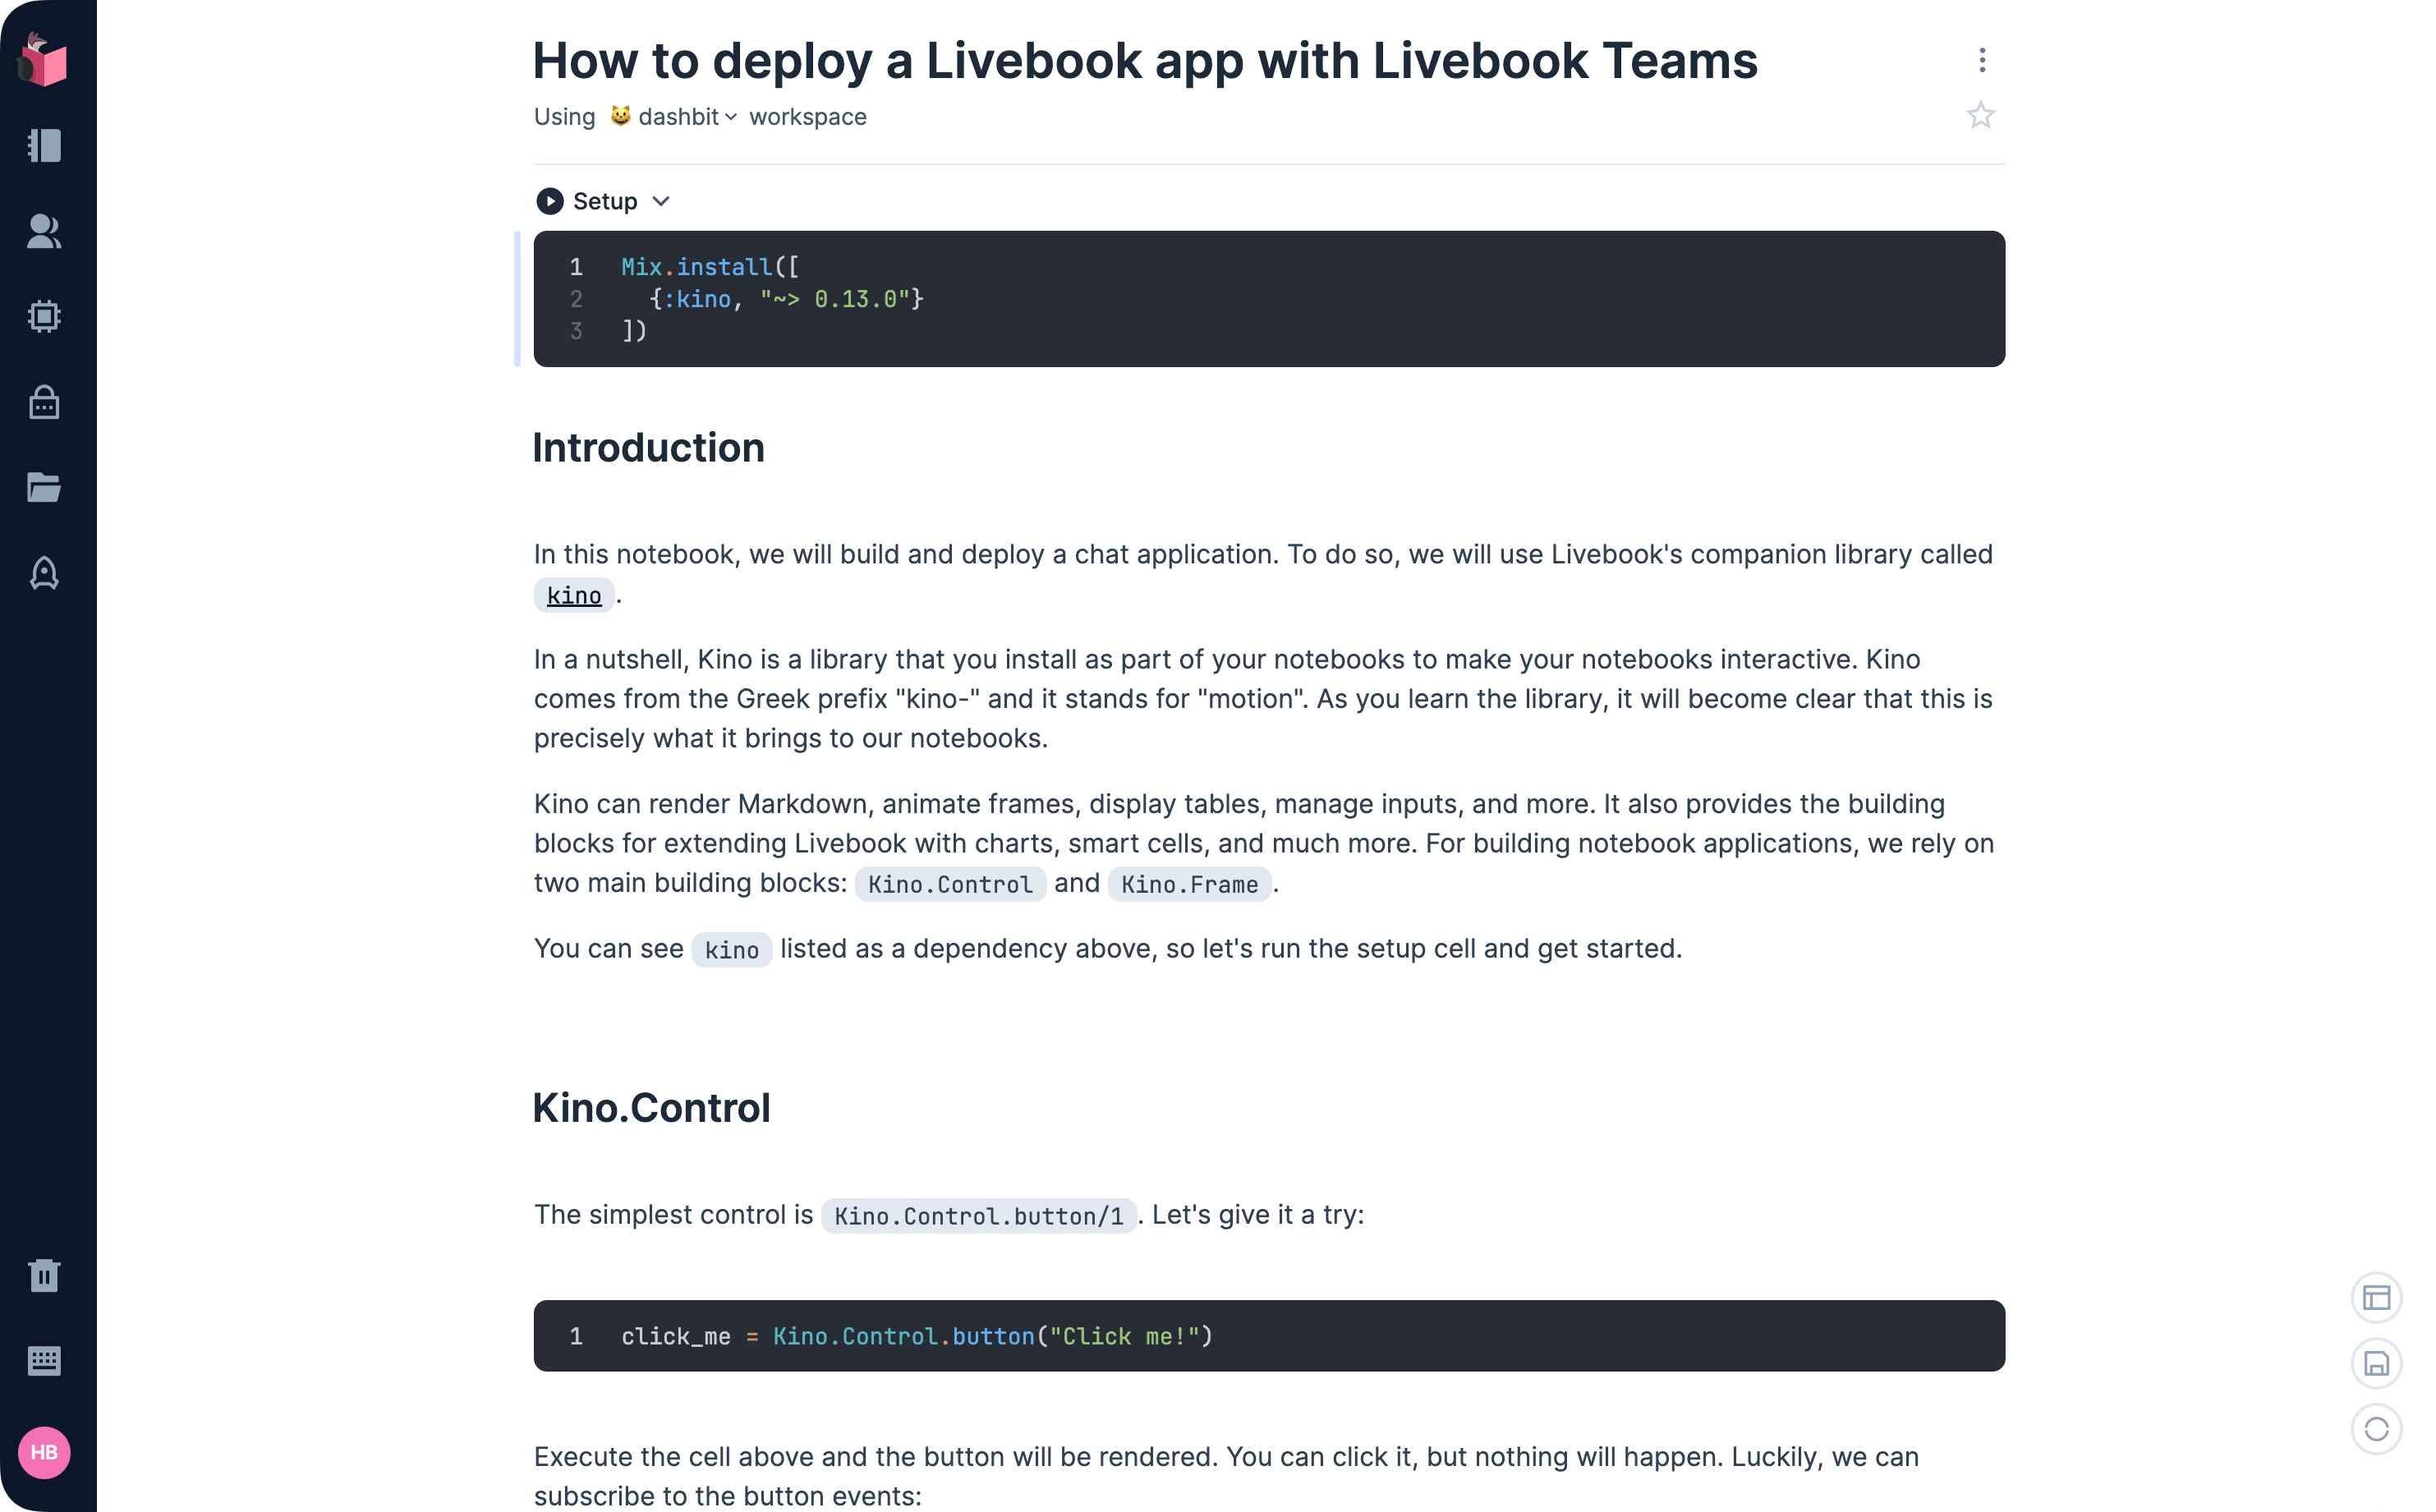 How to deploy a Livebook app with Livebook Teams
Using 😺 dashbit workspace
Setup
1 Mix.install([
2   {:kino, "~> 0.13.0"}
3 ])
Introduction
In this notebook, we will build and deploy a chat application. To do so, we will use Livebook's companion library called
kino .
In a nutshell, Kino is a library that you install as part of your notebooks to make your notebooks interactive. Kino
comes from the Greek prefix "kino-" and it stands for "motion". As you learn the library, it will become clear that this is
precisely what it brings to our notebooks.
Kino can render Markdown, animate frames, display tables, manage inputs, and more. It also provides the building
blocks for extending Livebook with charts, smart cells, and much more. For building notebook applications, we rely on
two main building blocks: Kino.Control and Kino.Frame .
You can see kino listed as a dependency above, so let's run the setup cell and get started.
Kino.Control
The simplest control is Kino.Control.button/1 . Let's give it a try:
1 click_me = Kino.Control.button("Click me!")
Execute the cell above and the button will be rendered. You can click it, but nothing will happen. Luckily, we can
subscribe to the button events:
HB